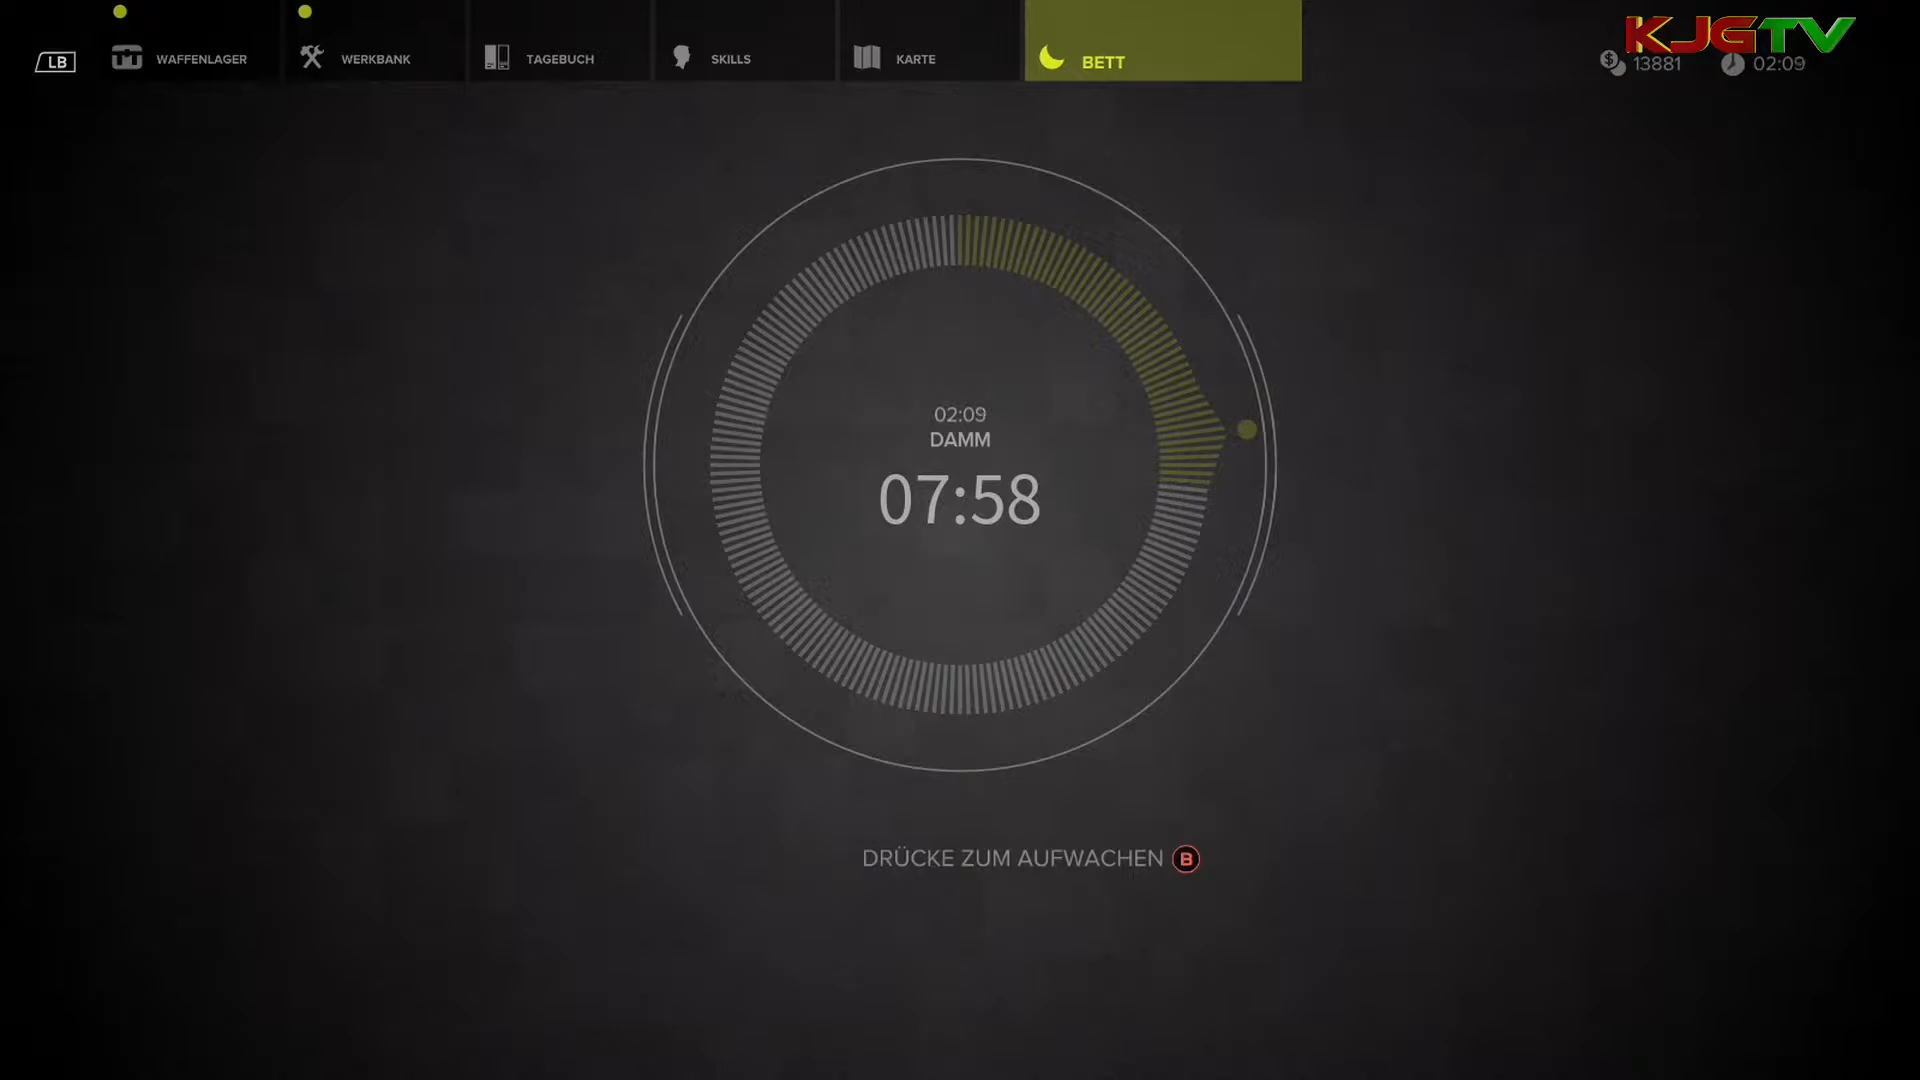 LB
WAFFENLAGER
WERKBANK
TAGEBUCH
SKILLS
KARTE
BETT
KJGTV
13881
02:09
02:09
DAMM
07:58
DRÜCKE ZUM AUFWACHEN B